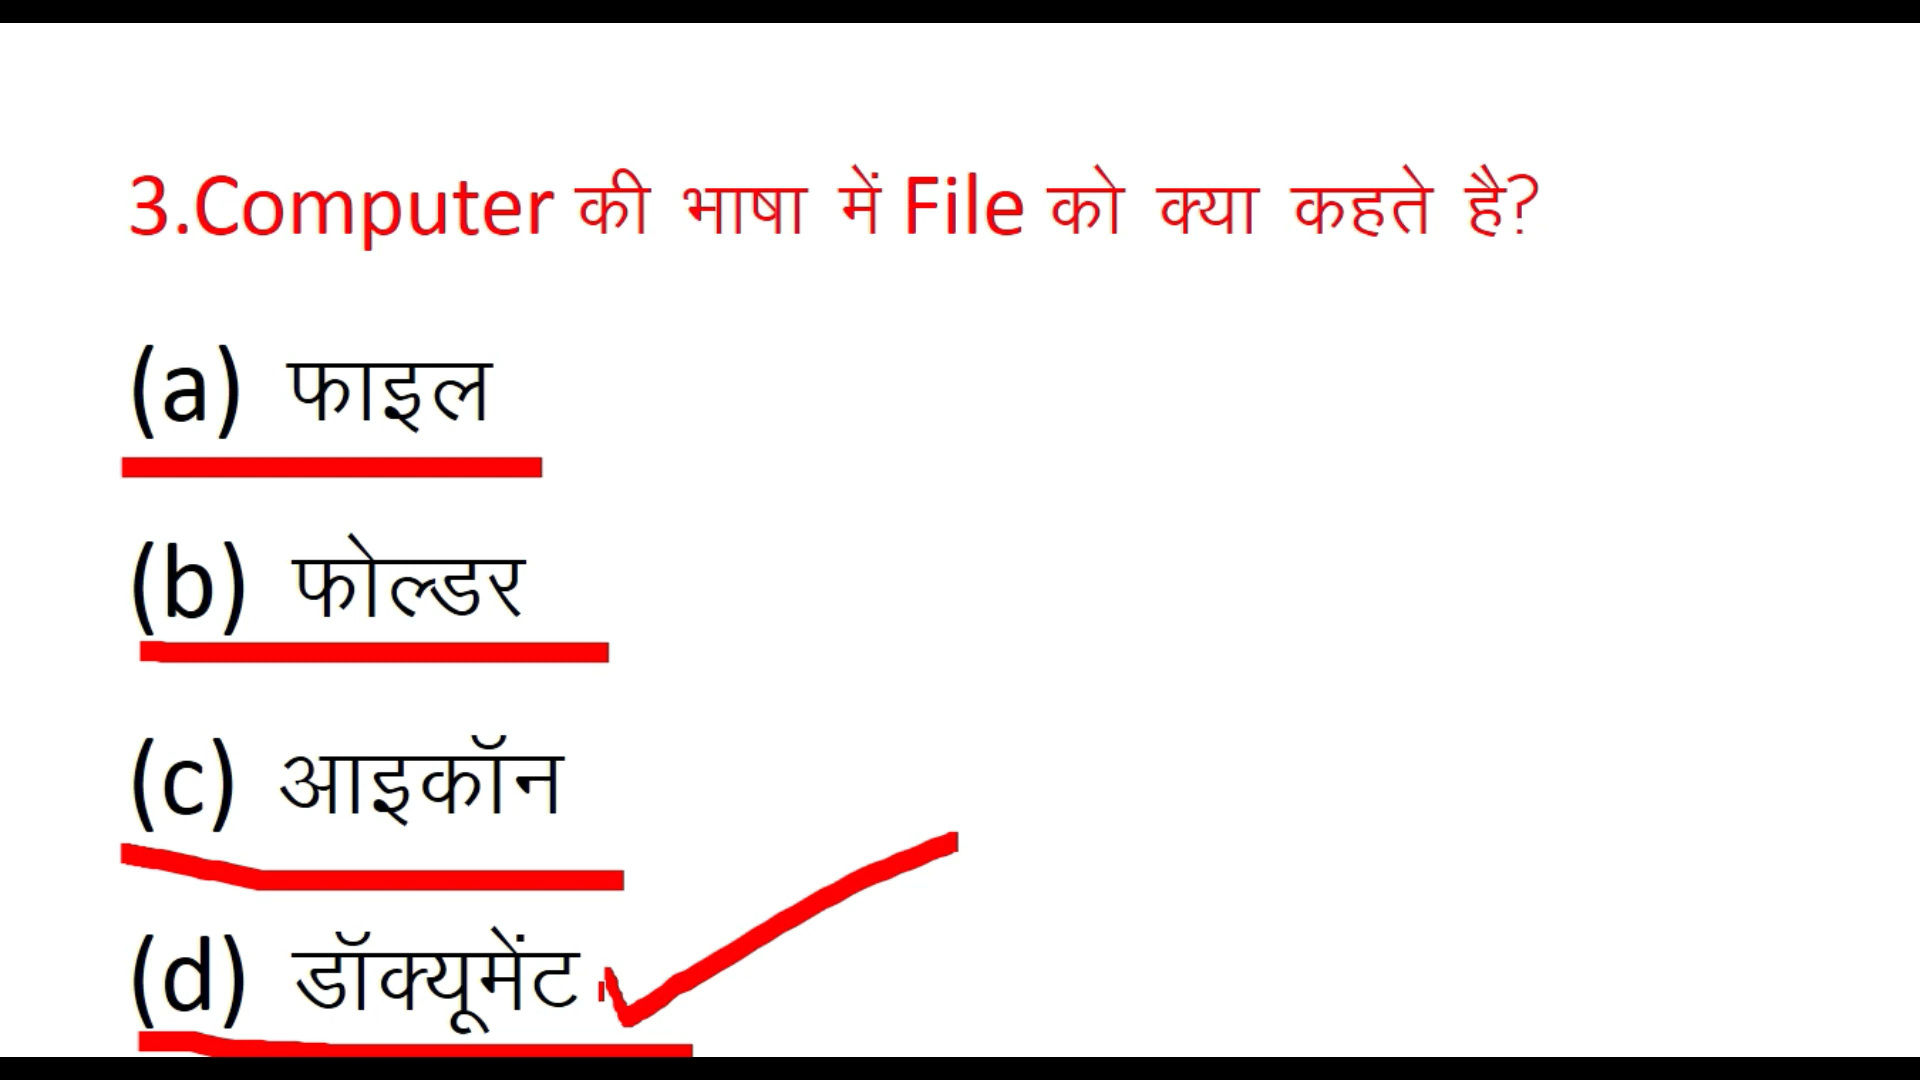 3.Computer की भाषा में File को क्या कहते है?
(a) फाइल
(b) फोल्डर
(c) आइकॉन
(d) डॉक्यूमेंट